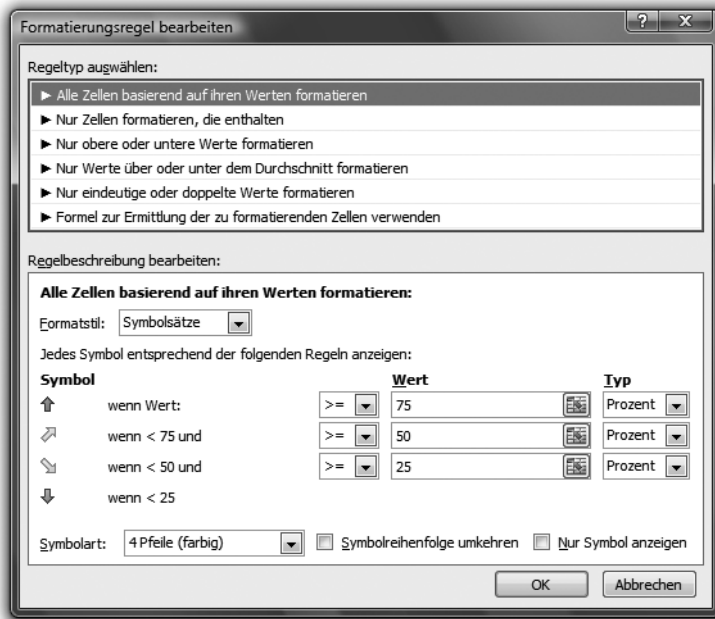 Formatierungsregel bearbeiten
Regeltyp auswählen:
► Alle Zellen basierend auf ihren Werten formatieren
► Nur Zellen formatieren, die enthalten
► Nur obere oder untere Werte formatieren
► Nur Werte über oder unter dem Durchschnitt formatieren
► Nur eindeutige oder doppelte Werte formatieren
► Formel zur Ermittlung der zu formatierenden Zellen verwenden
Regelbeschreibung bearbeiten:
Alle Zellen basierend auf ihren Werten formatieren:
Formatstil: Symbolsätze
Jedes Symbol entsprechend der folgenden Regeln anzeigen:
Symbol Wert Typ
wenn Wert: >= 75 Prozent
wenn < 75 und >= 50 Prozent
wenn < 50 und >= 25 Prozent
wenn < 25
Symbolart: 4 Pfeile (farbig) Symbolreihenfolge umkehren Nur Symbol anzeigen
OK Abbrechen